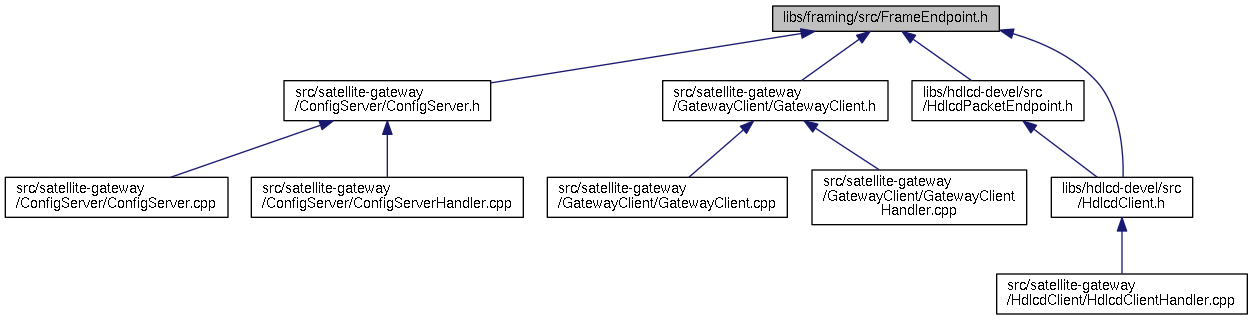 libs/framing/src/FrameEndpoint.h
src/satellite-gateway
/ConfigServer/ConfigServer.h
src/satellite-gateway
/GatewayClient/GatewayClient.h
libs/hdlcd-devel/src
/HdlcdPacketEndpoint.h
src/satellite-gateway
/ConfigServer/ConfigServer.cpp
src/satellite-gateway
/ConfigServer/ConfigServerHandler.cpp
src/satellite-gateway
/GatewayClient/GatewayClient.cpp
src/satellite-gateway
/GatewayClient/GatewayClient
Handler.cpp
libs/hdlcd-devel/src
/HdlcdClient.h
src/satellite-gateway
/HdlcdClient/HdlcdClientHandler.cpp